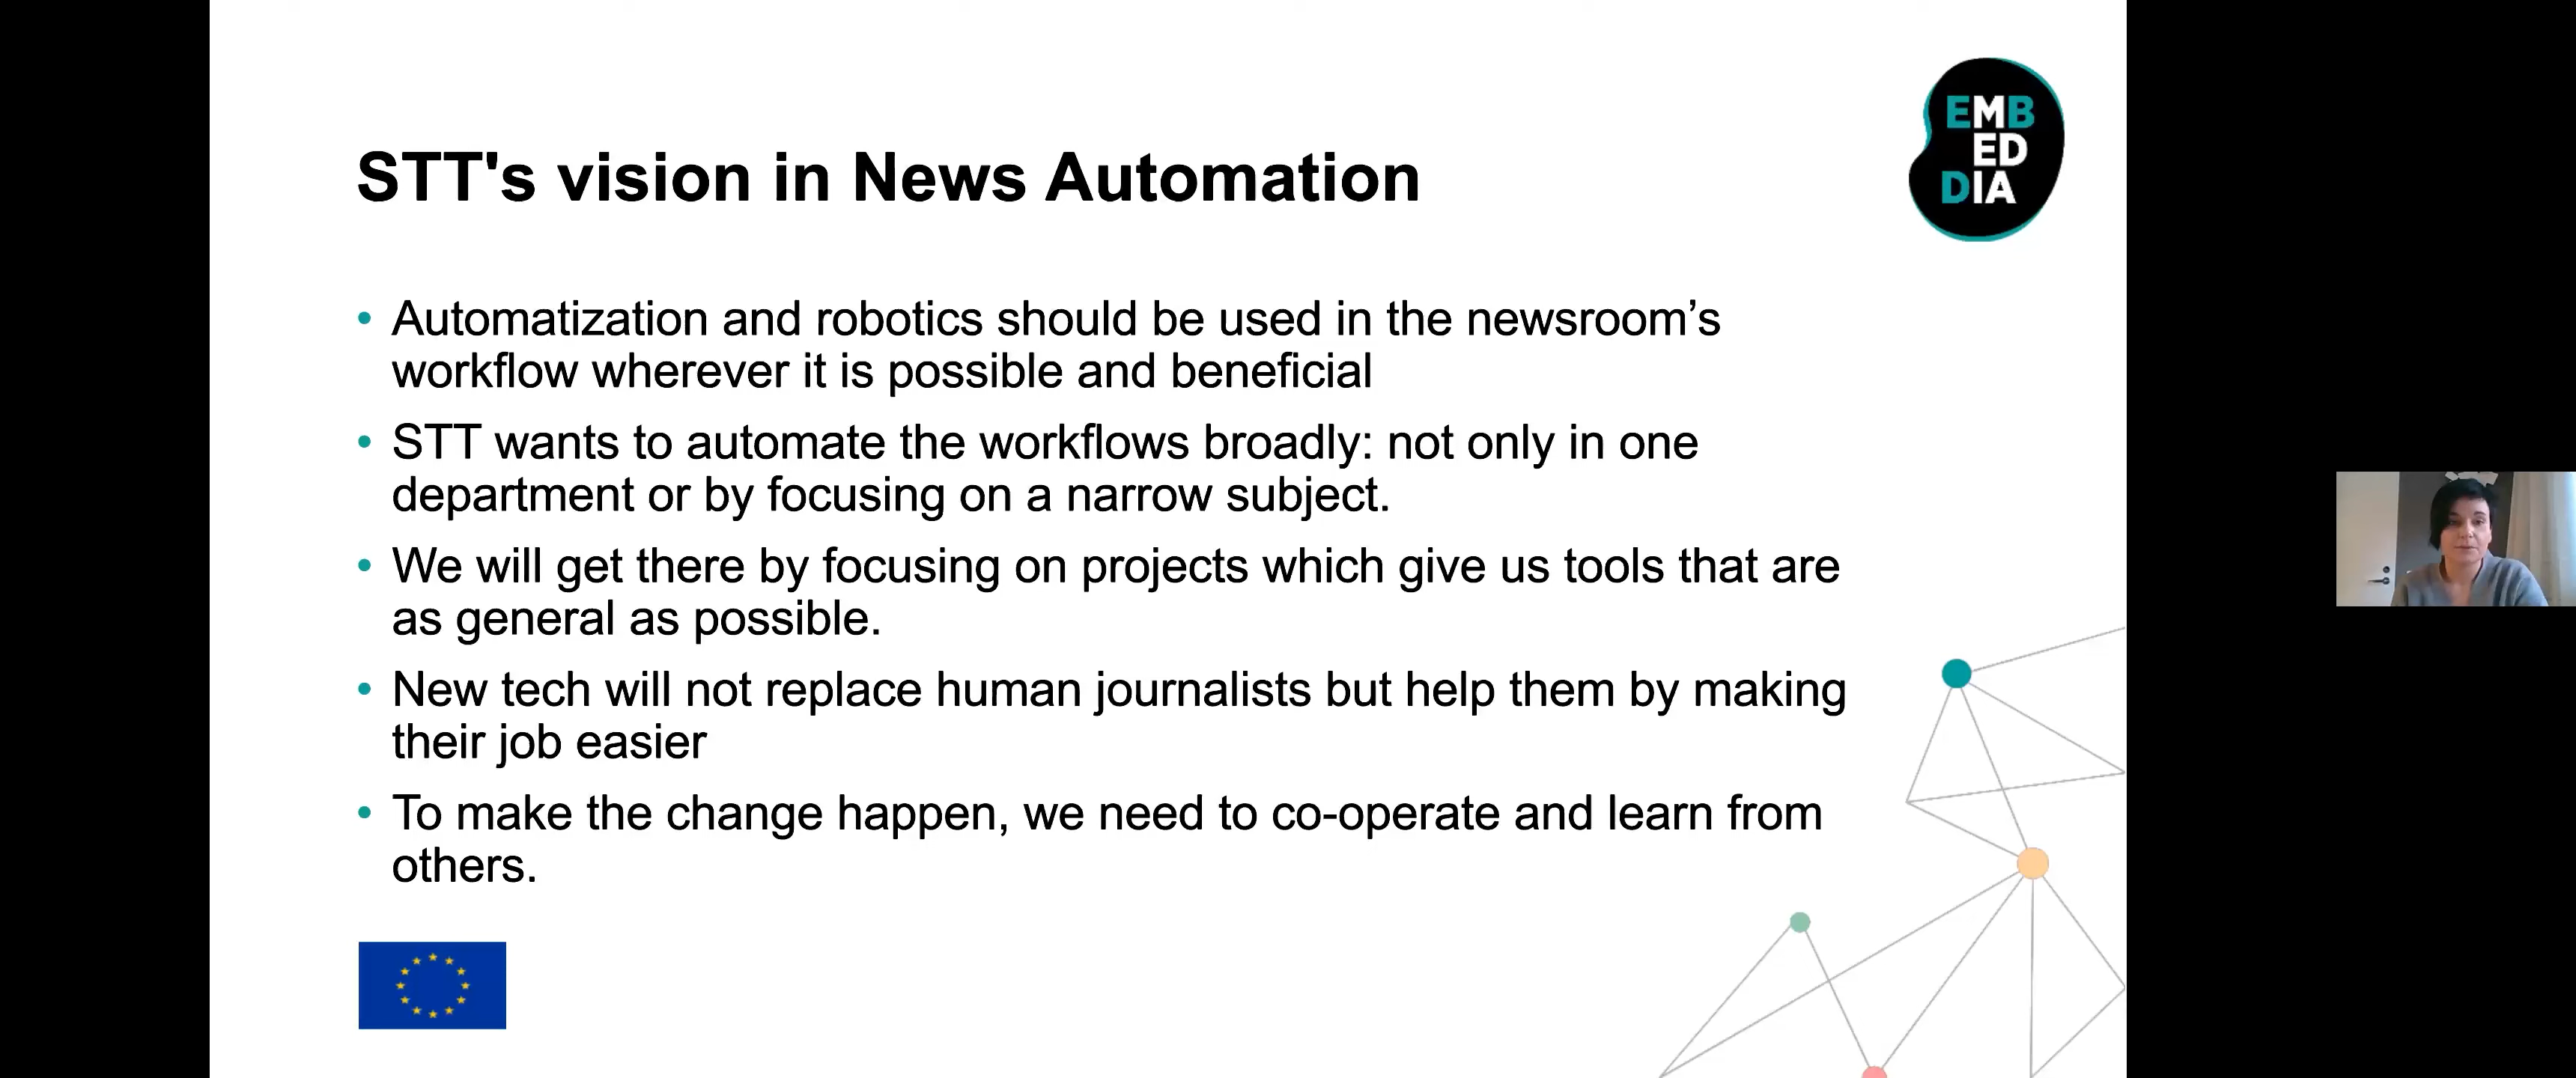 EMB
ED
DIA
STT's vision in News Automation
• Automatization and robotics should be used in the newsroom’s
workflow wherever it is possible and beneficial
• STT wants to automate the workflows broadly: not only in one
department or by focusing on a narrow subject.
• We will get there by focusing on projects which give us tools that are
as general as possible.
• New tech will not replace human journalists but help them by making
their job easier
• To make the change happen, we need to co-operate and learn from
others.